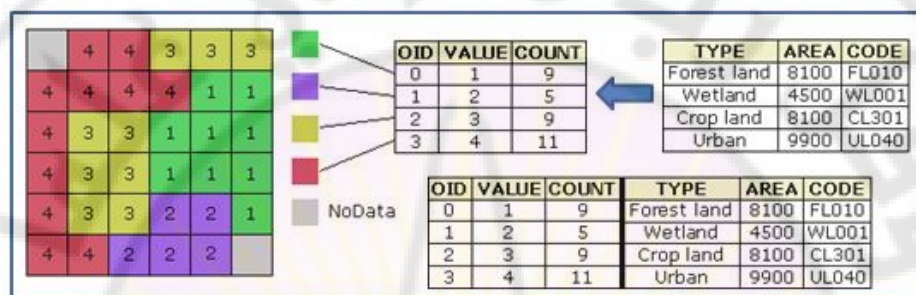 4 4 3 3 3
4 4 4 4 1 1
4 3 3 1 1 1
4 3 3 1 1 1
4 3 3 2 2 1
4 4 2 2 2
NoData
OID VALUE COUNT
0 1 9
1 2 5
2 3 9
3 4 11
TYPE AREA CODE
Forest land 8100 FL010
Wetland 4500 WL001
Crop land 8100 CL301
Urban 9900 UL040
OID VALUE COUNT TYPE AREA CODE
0 1 9 Forest land 8100 FL010
1 2 5 Wetland 4500 WL001
2 3 9 Crop land 8100 CL301
3 4 11 Urban 9900 UL040